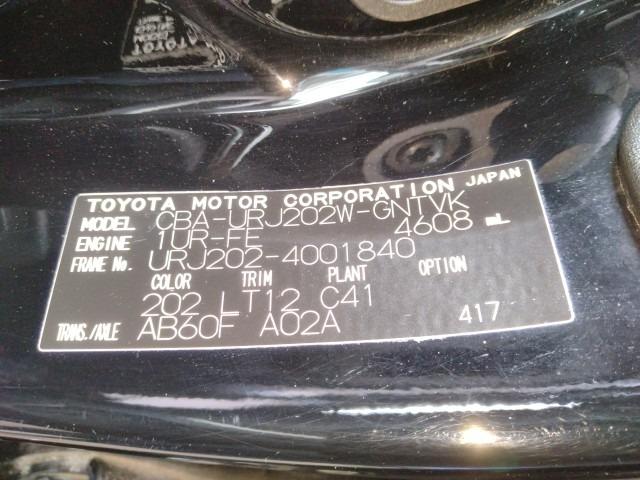 TOYOTA MOTOR CORPORATION JAPAN
MODEL CBA-URJ202W-GNTVK
ENGINE 1UR-FE 4608 mL
FRAME No. URJ202-4001840
COLOR TRIM PLANT OPTION
202 LT12 C41
TRANS./AXLE AB60F A02A 417